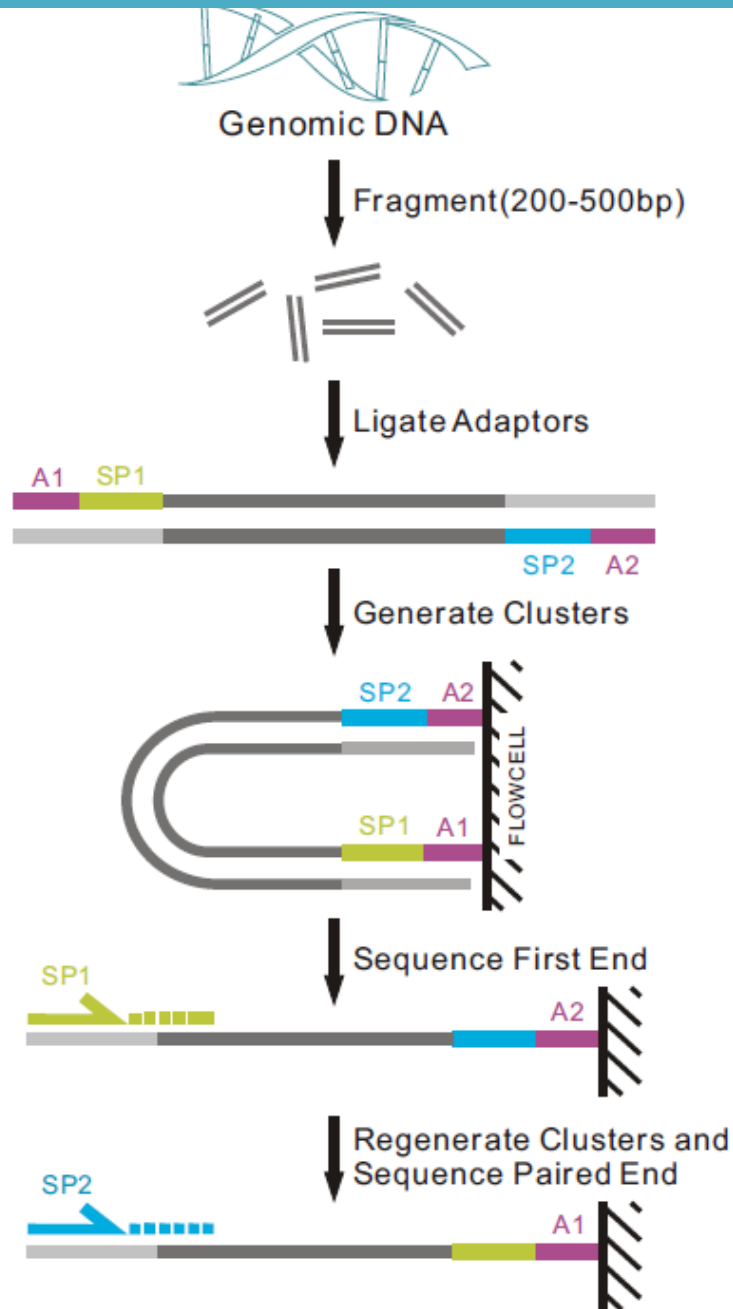 Genomic DNA
Fragment(200-500bp)
Ligate Adaptors
A1 SP1
SP2 A2
Generate Clusters
SP2 A2
FLOWCELL
SP1 A1
Sequence First End
SP1
A2
Regenerate Clusters and
Sequence Paired End
SP2
A1